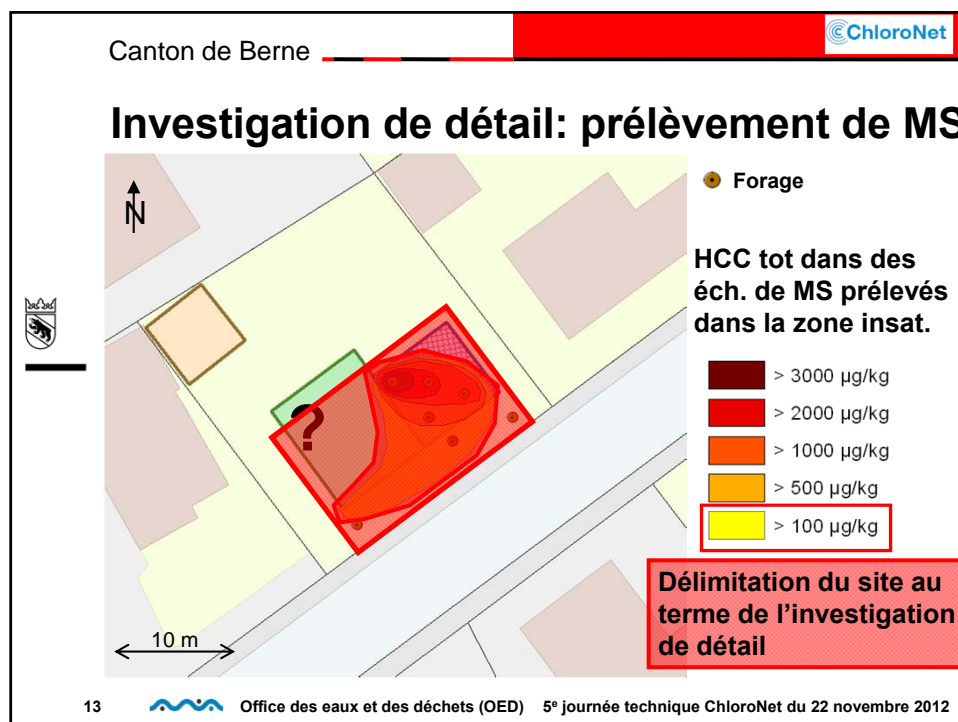 Canton de Berne
ChloroNet
Investigation de détail: prélèvement de MS
N
Forage
HCC tot dans des
éch. de MS prélevés
dans la zone insat.
> 3000 µg/kg
> 2000 µg/kg
> 1000 µg/kg
> 500 µg/kg
> 100 µg/kg
?
Délimitation du site au
terme de l'investigation
de détail
10 m
13 Office des eaux et des déchets (OED) 5e journée technique ChloroNet du 22 novembre 2012